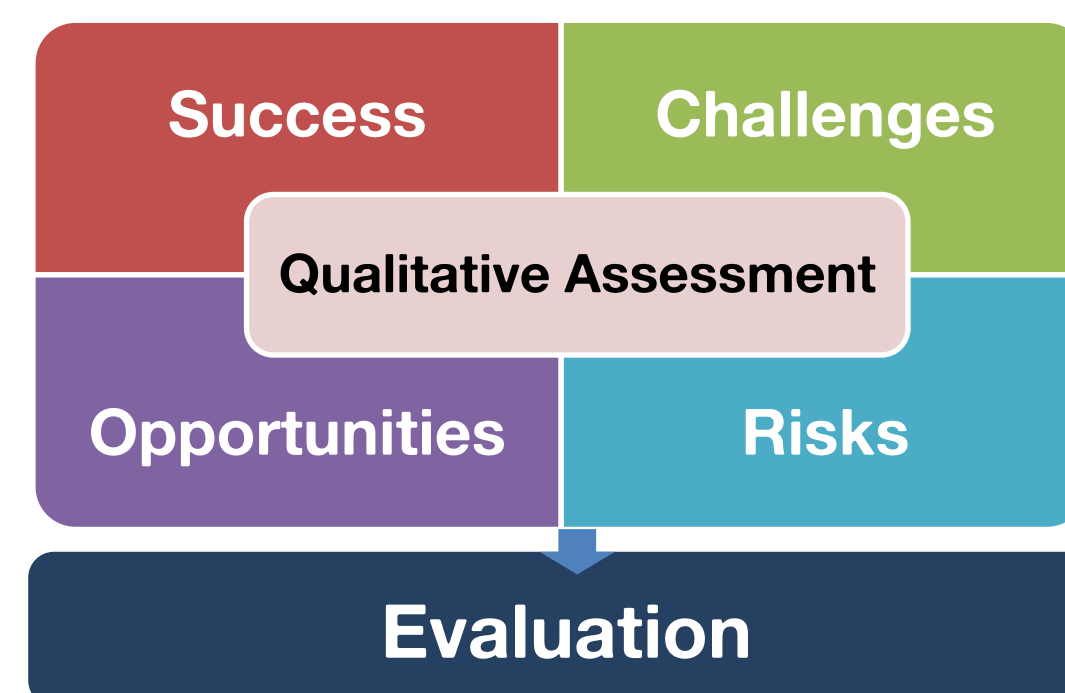 Success
Challenges
Qualitative Assessment
Opportunities
Risks
Evaluation